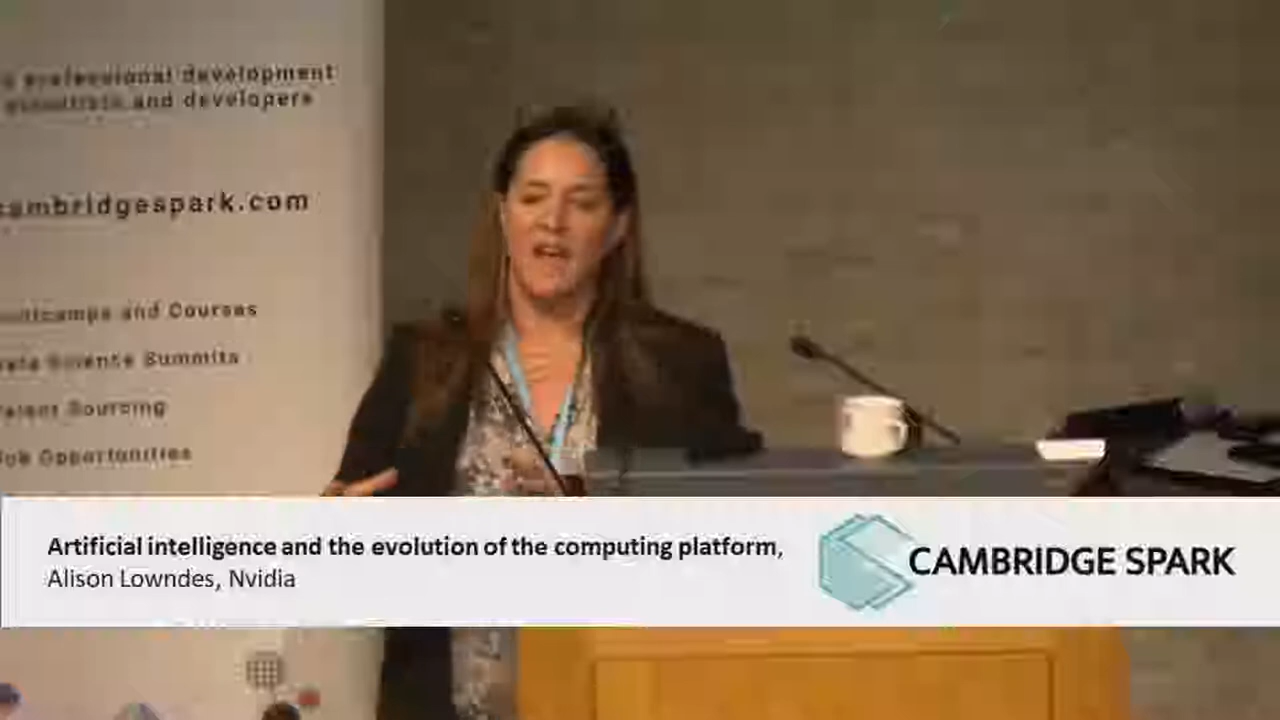 professional development
scientists and developers
cambridgespark.com
and Courses
Data Science Summits
Talent Sourcing
Job Opportunities
Artificial intelligence and the evolution of the computing platform,
Alison Lowndes, Nvidia
CAMBRIDGE SPARK